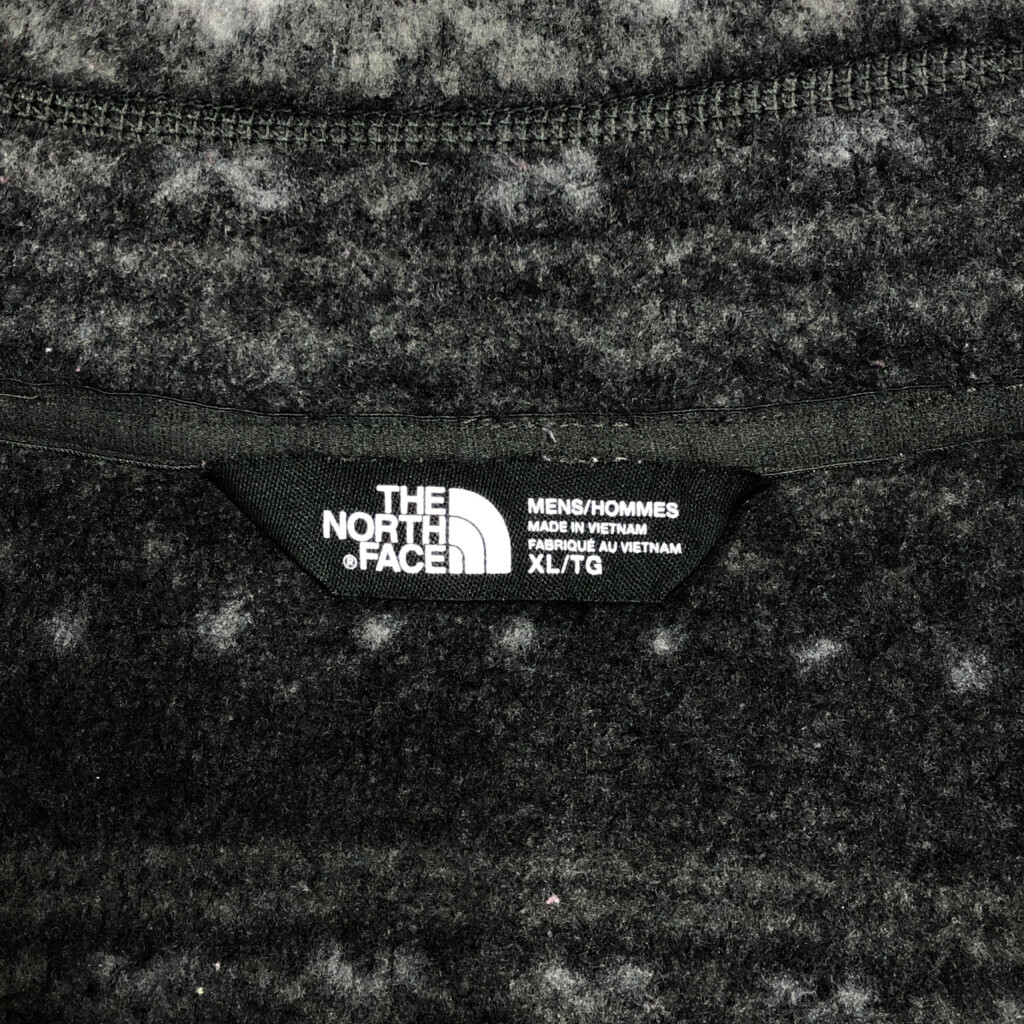 THE
NORTH
®FACE
MENS/HOMMES
MADE IN VIETNAM
FABRIQUÉ AU VIETNAM
XL/TG